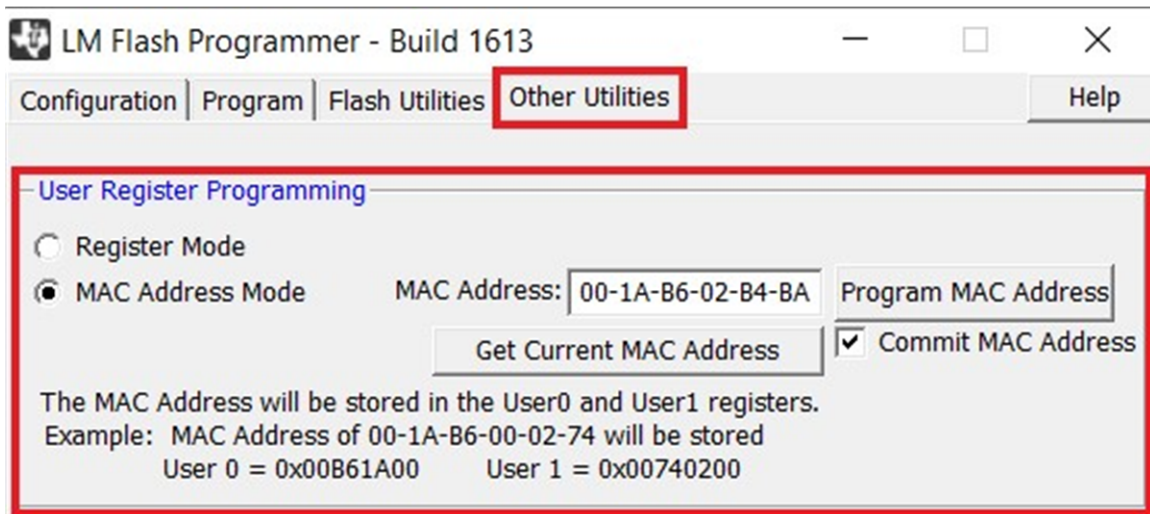 LM Flash Programmer - Build 1613
Configuration Program Flash Utilities Other Utilities Help
User Register Programming
Register Mode
MAC Address Mode MAC Address: 00-1A-B6-02-B4-BA Program MAC Address
Get Current MAC Address Commit MAC Address
The MAC Address will be stored in the User0 and User1 registers.
Example: MAC Address of 00-1A-B6-00-02-74 will be stored
User 0 = 0x00B61A00 User 1 = 0x00740200